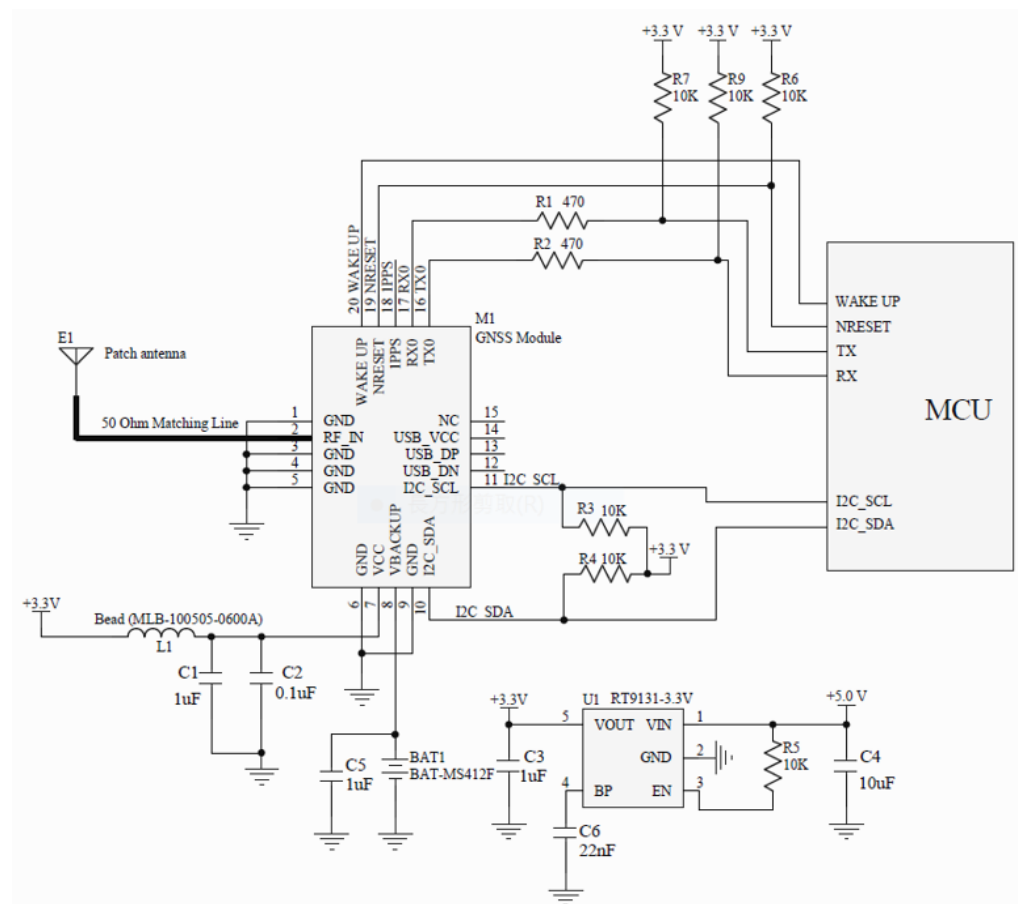 +3.3 V
+3.3 V
+3.3 V
R7
10K
R9
10K
R6
10K
R1 470
R2 470
20 WAKE UP
19 NRESET
18 IPPS
17 RX0
16 TX0
M1
GNSS Module
E1
Patch antenna
50 Ohm Matching Line
WAKE UP
NRESET
IPPS
RX0
TX0
1 GND
2 RF_IN
3 GND
4 GND
5 GND
NC 15
USB_VCC 14
USB_DP 13
USB_DN 12
I2C_SCL 11 I2C_SCL
GND
VCC
VBACKUP
GND
I2C_SDA
6
7
8
9
10
I2C_SDA
R3 10K
R4 10K
+3.3 V
WAKE UP
NRESET
TX
RX
MCU
I2C_SCL
I2C_SDA
+3.3V
Bead (MLB-100505-0600A)
L1
C1
1uF
C2
0.1uF
C5
1uF
BAT1
BAT-MS412F
+3.3V
U1 RT9131-3.3V
+5.0 V
5 VOUT VIN 1
GND 2
4 BP EN 3
C3
1uF
R5
10K
C4
10uF
C6
22nF